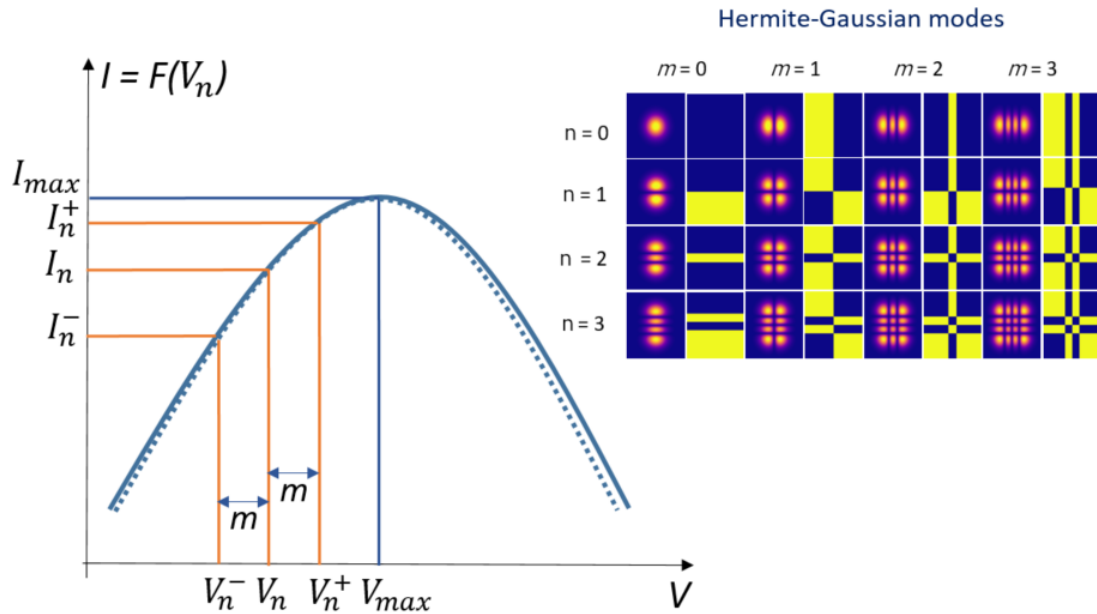 Hermite-Gaussian modes
m = 0 m = 1 m = 2 m = 3
n = 0
n = 1
n = 2
n = 3
I = F(Vₙ)
Iₘₐₓ
Iₙ⁺
Iₙ
Iₙ⁻
m
m
Vₙ⁻ Vₙ Vₙ⁺ Vₘₐₓ
V